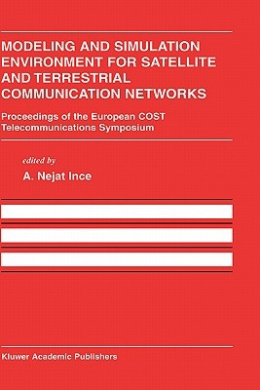 MODELING AND SIMULATION
ENVIRONMENT FOR SATELLITE
AND TERRESTRIAL
COMMUNICATION NETWORKS
Proceedings of the European COST
Telecommunications Symposium
edited by
A. Nejat Ince
Kluwer Academic Publishers